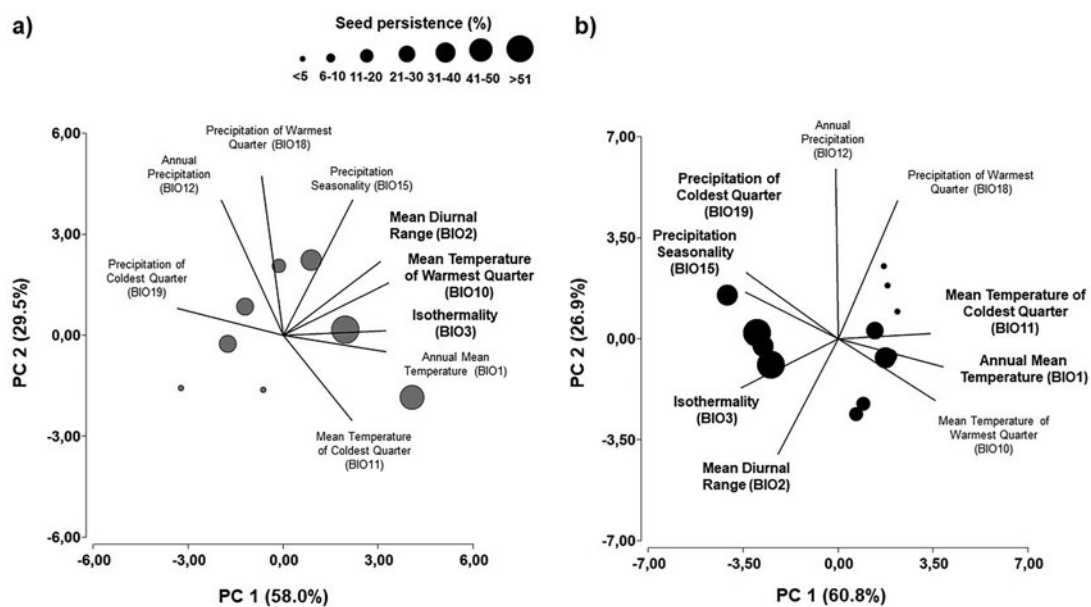 a)
Seed persistence (%)
<5 6-10 11-20 21-30 31-40 41-50 >51
6,00
3,00
0,00
-3,00
-6,00
PC 2 (29.5%)
Precipitation of Warmest
Quarter (BIO18)
Annual
Precipitation
(BIO12)
Precipitation
Seasonality (BIO15)
Mean Diurnal
Range (BIO2)
Mean Temperature
of Warmest Quarter
(BIO10)
Precipitation of
Coldest Quarter
(BIO19)
Isothermality
(BIO3)
Annual Mean
Temperature (BIO1)
Mean Temperature
of Coldest Quarter
(BIO11)
-6,00 -3,00 0,00 3,00 6,00
PC 1 (58.0%)
b)
7,00
3,50
0,00
-3,50
-7,00
PC 2 (26.9%)
Annual
Precipitation
(BIO12)
Precipitation of
Coldest Quarter
(BIO19)
Precipitation of Warmest
Quarter (BIO18)
Precipitation
Seasonality
(BIO15)
Mean Temperature of
Coldest Quarter
(BIO11)
Annual Mean
Temperature (BIO1)
Isothermality
(BIO3)
Mean Temperature of
Warmest Quarter
(BIO10)
Mean Diurnal
Range (BIO2)
-7,00 -3,50 0,00 3,50 7,00
PC 1 (60.8%)